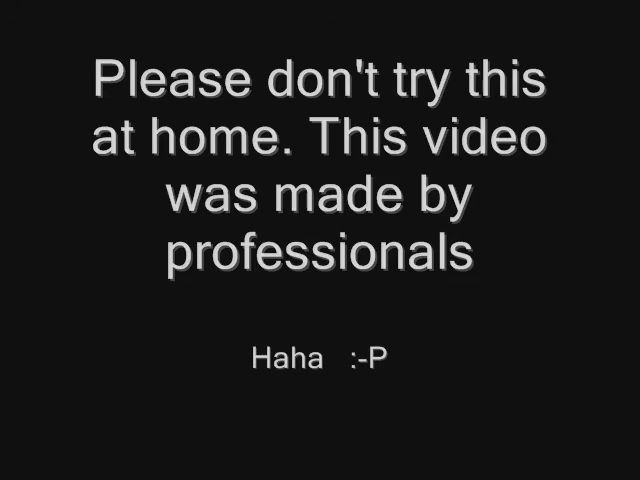 Please don't try this
at home. This video
was made by
professionals
Haha :-P